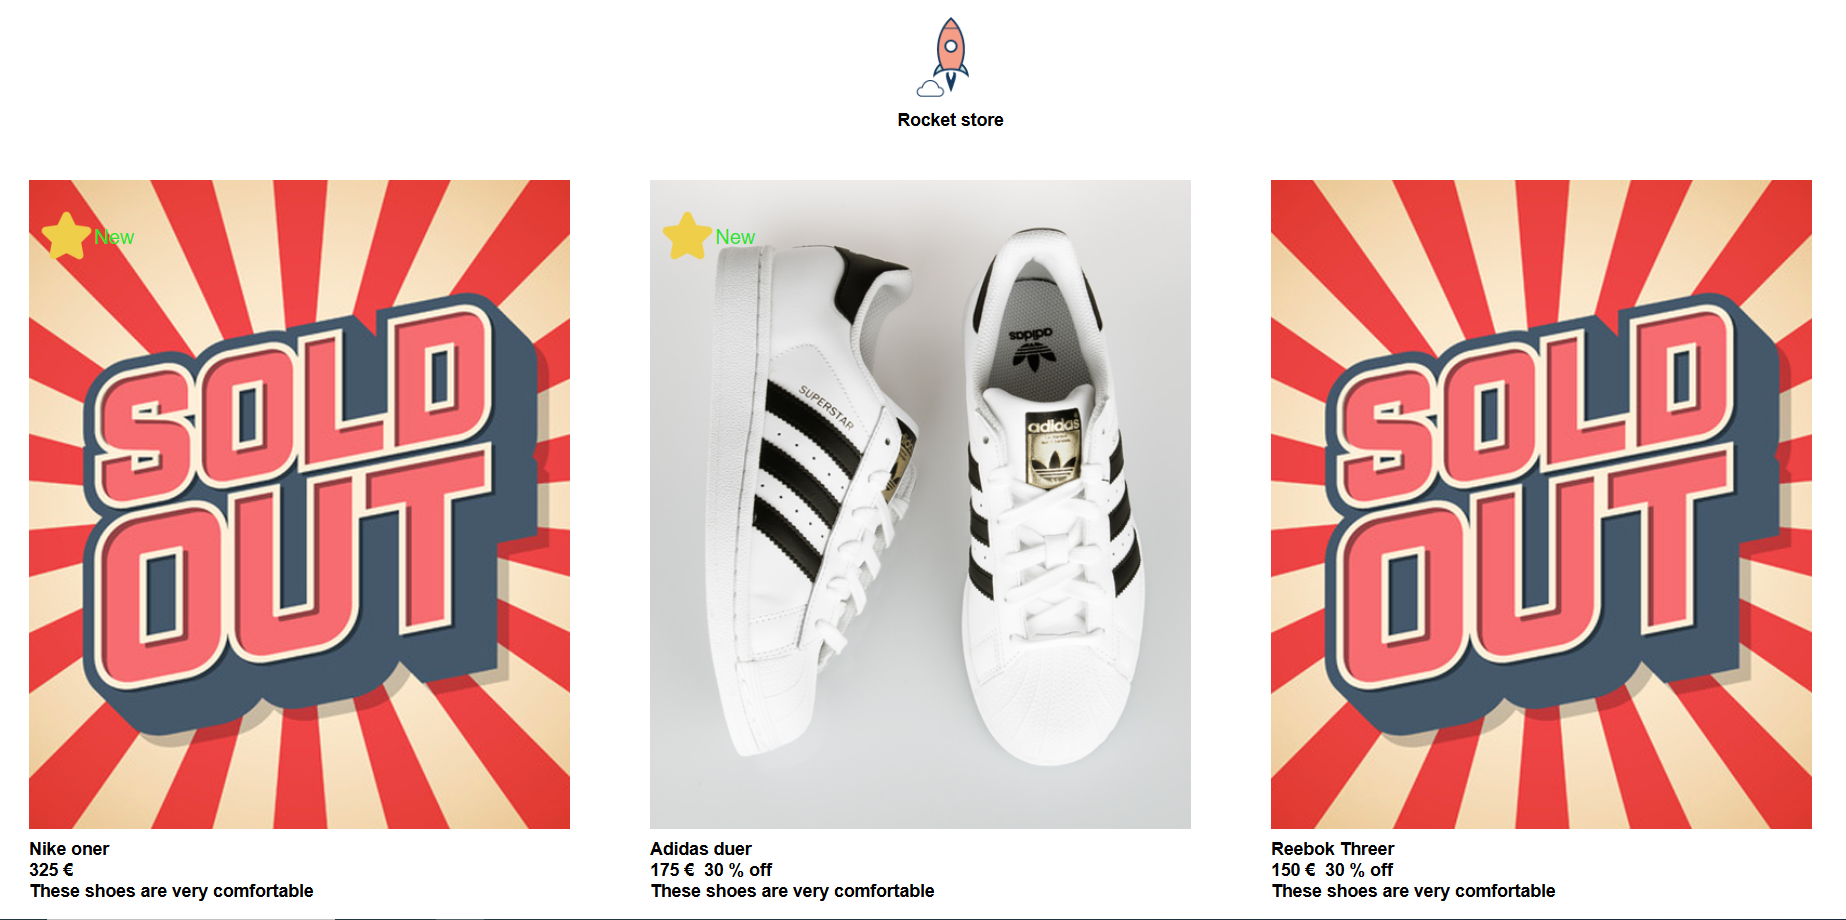 Rocket store
New
SOLD
OUT
Nike oner
325 €
These shoes are very comfortable
New
SUPERSTAR
adidas
adidas
Adidas duer
175 € 30 % off
These shoes are very comfortable
SOLD
OUT
Reebok Threer
150 € 30 % off
These shoes are very comfortable